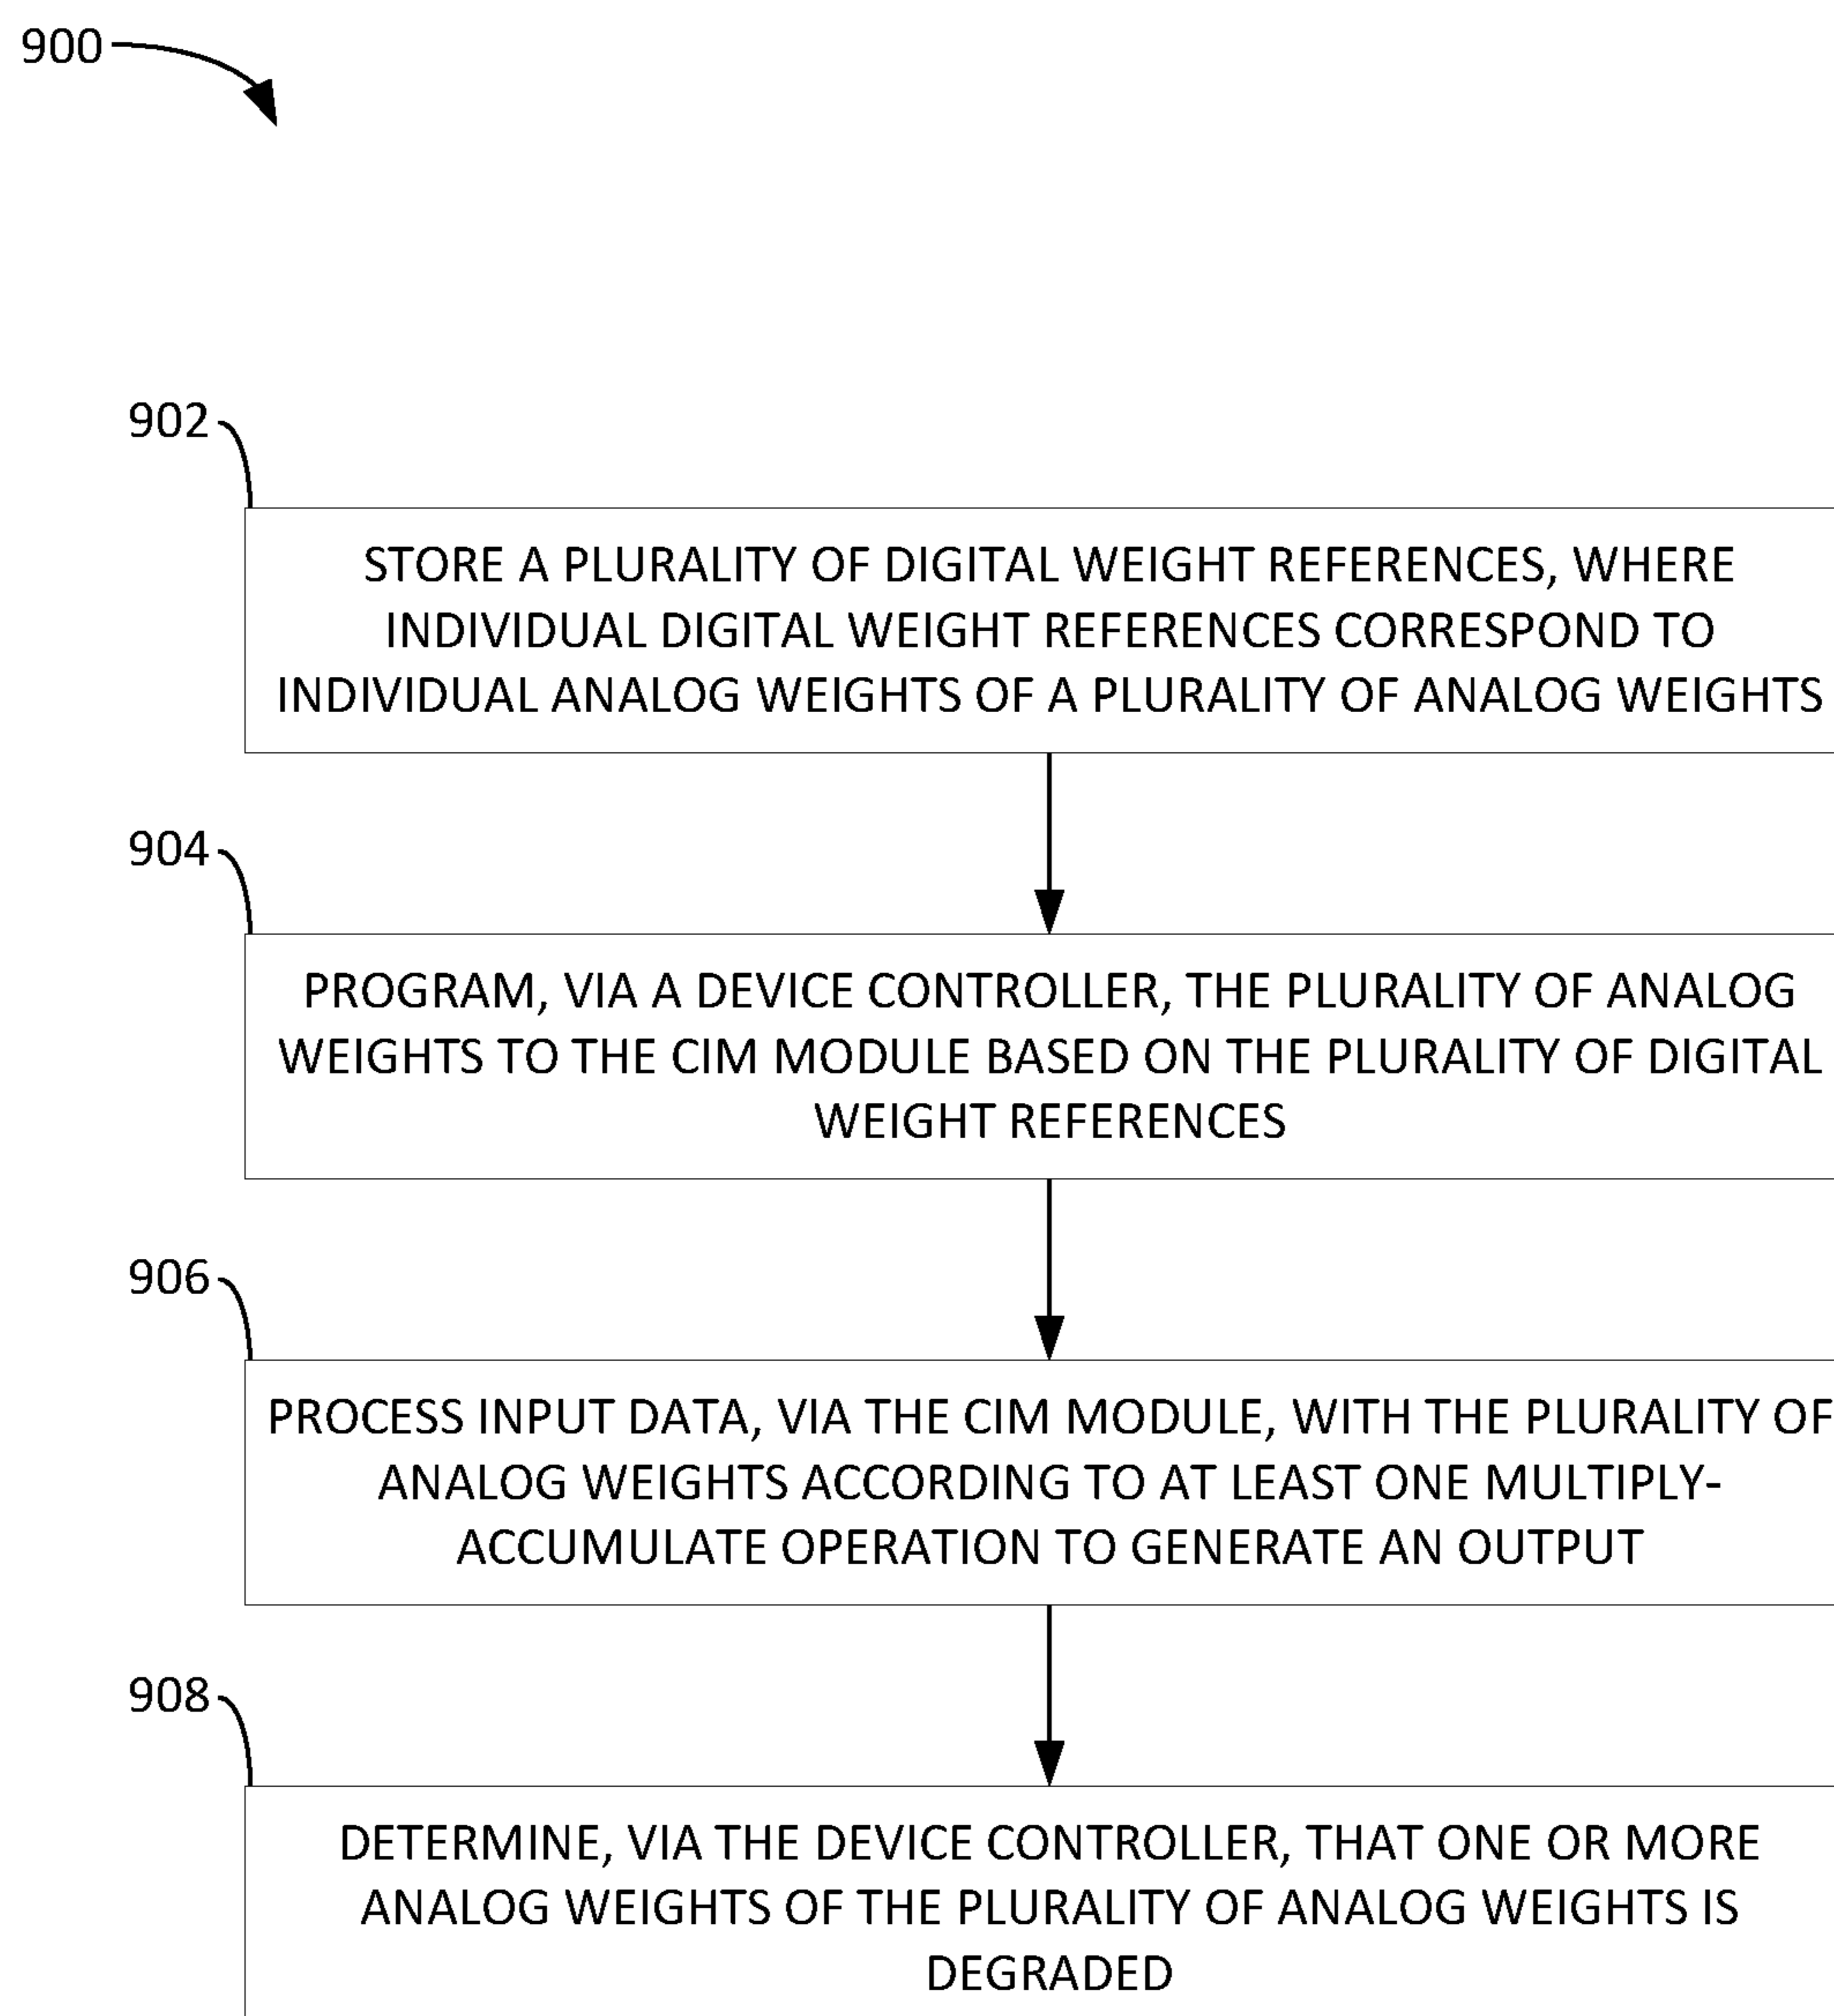 900
902
STORE A PLURALITY OF DIGITAL WEIGHT REFERENCES, WHERE
INDIVIDUAL DIGITAL WEIGHT REFERENCES CORRESPOND TO
INDIVIDUAL ANALOG WEIGHTS OF A PLURALITY OF ANALOG WEIGHTS
904
PROGRAM, VIA A DEVICE CONTROLLER, THE PLURALITY OF ANALOG
WEIGHTS TO THE CIM MODULE BASED ON THE PLURALITY OF DIGITAL
WEIGHT REFERENCES
906
PROCESS INPUT DATA, VIA THE CIM MODULE, WITH THE PLURALITY OF
ANALOG WEIGHTS ACCORDING TO AT LEAST ONE MULTIPLY-
ACCUMULATE OPERATION TO GENERATE AN OUTPUT
908
DETERMINE, VIA THE DEVICE CONTROLLER, THAT ONE OR MORE
ANALOG WEIGHTS OF THE PLURALITY OF ANALOG WEIGHTS IS
DEGRADED